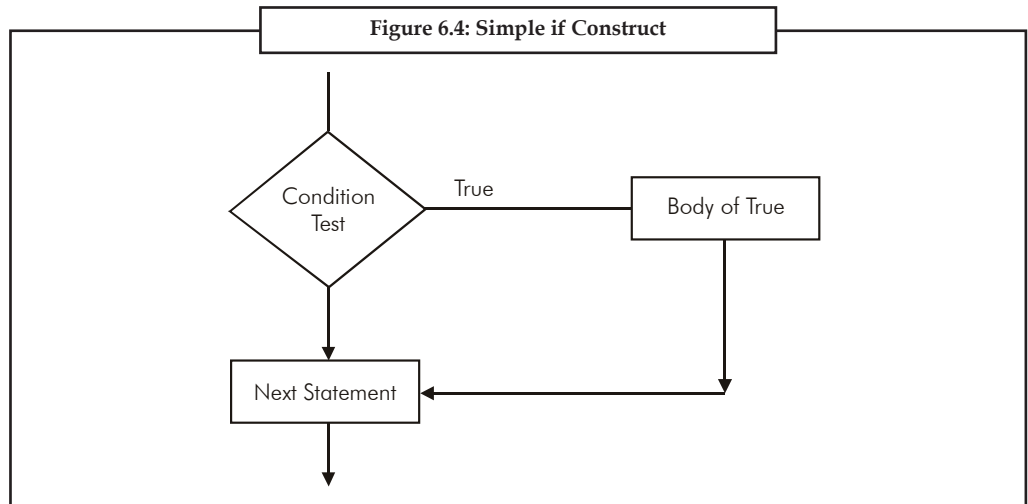 Figure 6.4: Simple if Construct
Condition
Test
True
Body of True
Next Statement